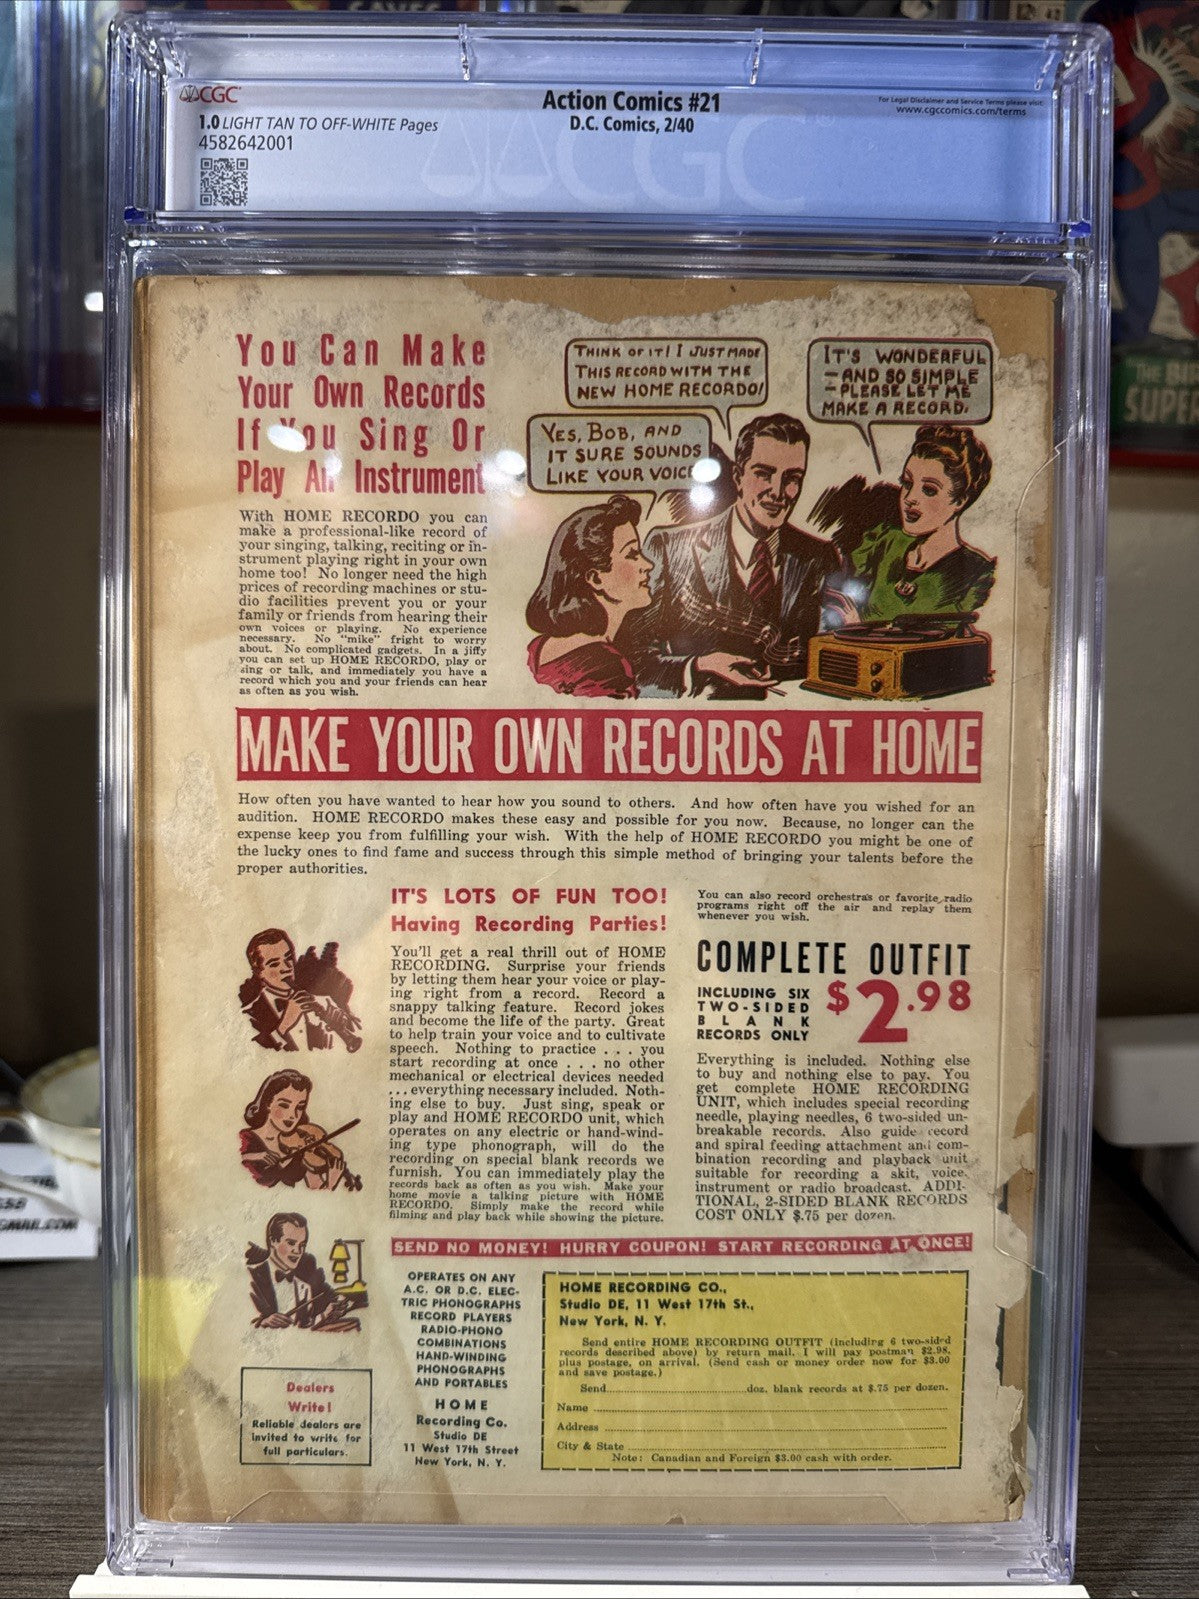 CGC
Action Comics #21
For Legal Disclaimer and Service Terms please visit:
1.0 LIGHT TAN TO OFF-WHITE Pages
D.C. Comics, 2/40
www.cgccomics.com/terms
4582642001
CGC
You Can Make
Your Own Records
If You Sing Or
Play An Instrument
THINK OF IT! I JUST MADE
THIS RECORD WITH THE
NEW HOME RECORDO!
IT'S WONDERFUL
—AND SO SIMPLE
—PLEASE LET ME
MAKE A RECORD.
YES, BOB, AND
IT SURE SOUNDS
LIKE YOUR VOICE
With HOME RECORDO you can
make a professional-like record of
your singing, talking, reciting or in-
strument playing right in your own
home too! No longer need the high
prices of recording machines or stu-
dio facilities prevent you or your
family or friends from hearing their
own voices or playing. No experience
necessary. No "mike" fright to worry
about. No complicated gadgets. In a jiffy
you can set up HOME RECORDO, play or
sing or talk, and immediately you have a
record which you and your friends can hear
as often as you wish.
MAKE YOUR OWN RECORDS AT HOME
How often you have wanted to hear how you sound to others. And how often have you wished for an
audition. HOME RECORDO makes these easy and possible for you now. Because, no longer can the
expense keep you from fulfilling your wish. With the help of HOME RECORDO you might be one of
the lucky ones to find fame and success through this simple method of bringing your talents before the
proper authorities.
IT'S LOTS OF FUN TOO!
Having Recording Parties!
You'll get a real thrill out of HOME
RECORDING. Surprise your friends
by letting them hear your voice or play-
ing right from a record. Record a
snappy talking feature. Record jokes
and become the life of the party. Great
to help train your voice and to cultivate
speech. Nothing to practice . . . you
start recording at once . . . no other
mechanical or electrical devices needed
. . . everything necessary included. Noth-
ing else to buy. Just sing, speak or
play and HOME RECORDO unit, which
operates on any electric or hand-wind-
ing type phonograph, will do the
recording on special blank records we
furnish. You can immediately play the
records back as often as you wish. Make your
home movie a talking picture with HOME
RECORDO. Simply make the record while
filming and play back while showing the picture.
You can also record orchestras or favorite radio
programs right off the air and replay them
whenever you wish.
COMPLETE OUTFIT
INCLUDING SIX
TWO-SIDED
BLANK
RECORDS ONLY
$2.98
Everything is included. Nothing else
to buy and nothing else to pay. You
get complete HOME RECORDING
UNIT, which includes special recording
needle, playing needles, 6 two-sided un-
breakable records. Also guide record
and spiral feeding attachment and com-
bination recording and playback unit
suitable for recording a skit, voice,
instrument or radio broadcast. ADDI-
TIONAL, 2-SIDED BLANK RECORDS
COST ONLY $.75 per dozen.
SEND NO MONEY! HURRY COUPON! START RECORDING AT ONCE!
OPERATES ON ANY
A.C. OR D.C. ELEC-
TRIC PHONOGRAPHS
RECORD PLAYERS
RADIO-PHONO
COMBINATIONS
HAND-WINDING
PHONOGRAPHS
AND PORTABLES
HOME
Recording Co.
Studio DE
11 West 17th Street
New York, N. Y.
Dealers
Write!
Reliable dealers are
invited to write for
full particulars.
HOME RECORDING CO.,
Studio DE, 11 West 17th St.,
New York, N. Y.
Send entire HOME RECORDING OUTFIT (including 6 two-sided
records described above) by return mail. I will pay postman $2.98,
plus postage, on arrival. (Send cash or money order now for $3.00
and save postage.)
Send doz. blank records at $.75 per dozen.
Name
Address
City & State
Note: Canadian and Foreign $3.00 cash with order.
GMAIL.COM